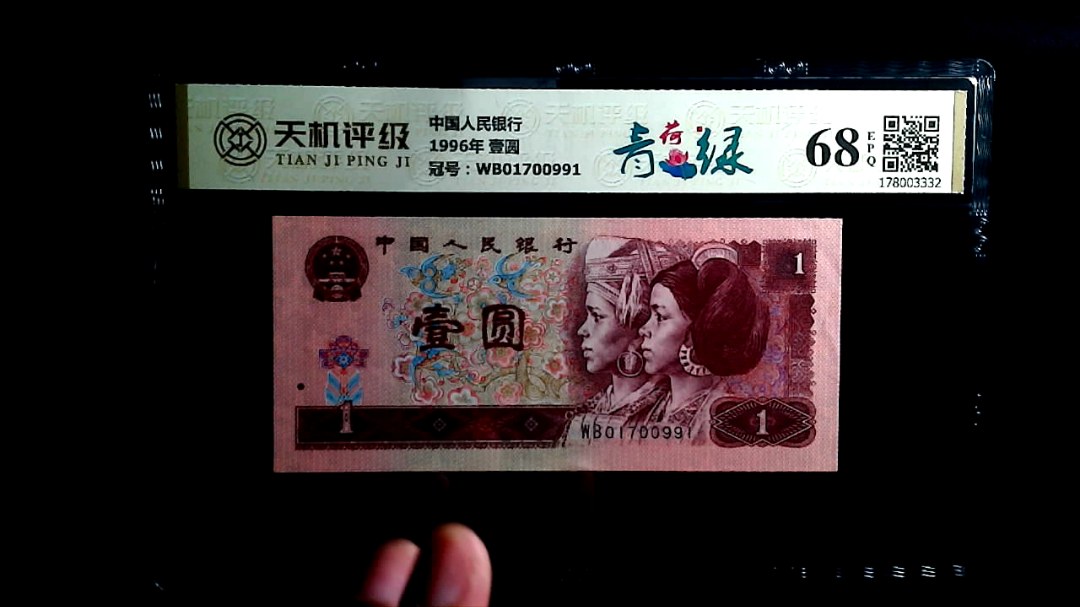 天机评级
TIAN JI PING JI
中国人民银行
1996年 壹圆
冠号：WB01700991
青荷绿
68
EPQ
178003332
中国人民银行
1
壹圆
1
WB01700991
1